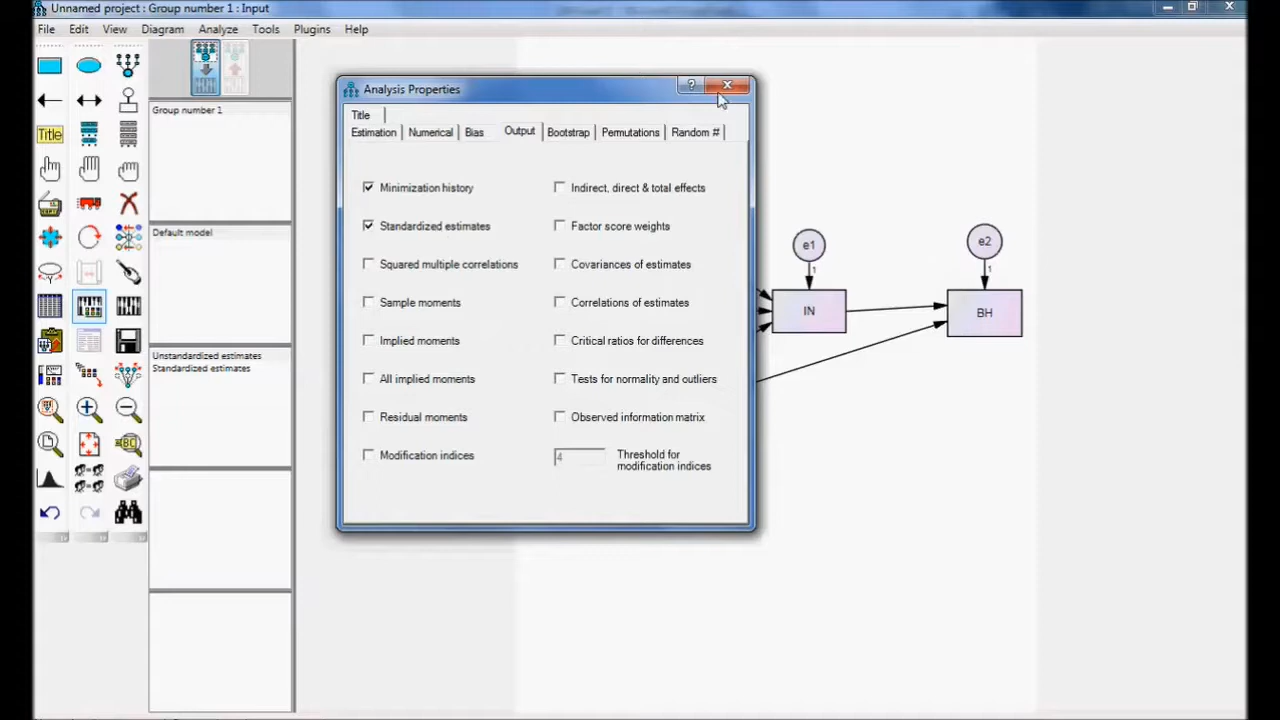 Unnamed project : Group number 1 : Input
File Edit View Diagram Analyze Tools Plugins Help
Title
Group number 1
Default model
Unstandardized estimates
Standardized estimates
Analysis Properties
?
Title
Estimation Numerical Bias Output Bootstrap Permutations Random #
Minimization history
Indirect, direct & total effects
Standardized estimates
Factor score weights
Squared multiple correlations
Covariances of estimates
Sample moments
Correlations of estimates
Implied moments
Critical ratios for differences
All implied moments
Tests for normality and outliers
Residual moments
Observed information matrix
Modification indices
4
Threshold for
modification indices
e1
e2
1
1
IN
BH